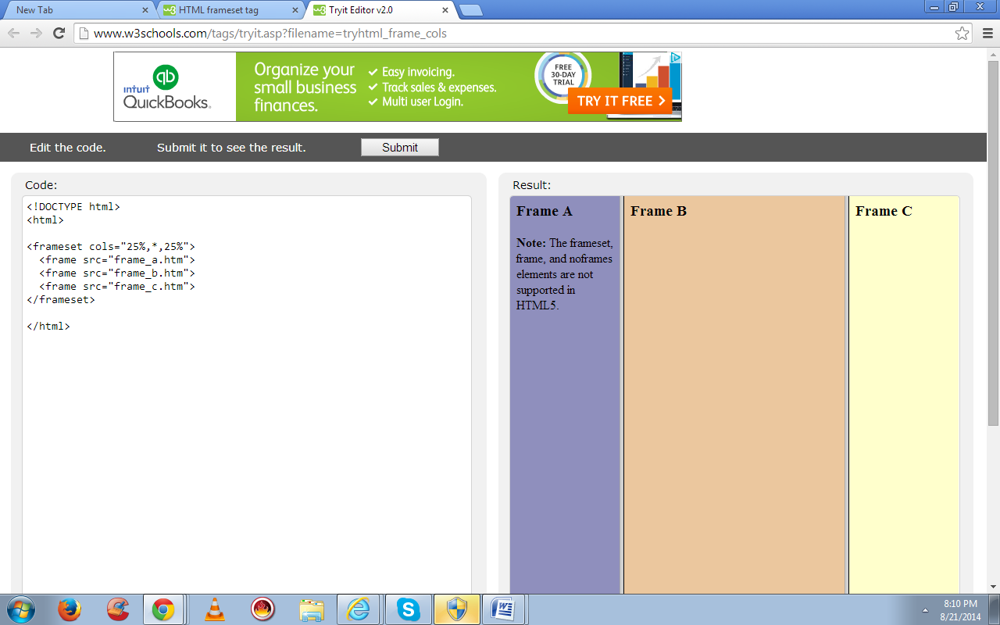 New Tab
HTML frameset tag
Tryit Editor v2.0
www.w3schools.com/tags/tryit.asp?filename=tryhtml_frame_cols
intuit
qb
QuickBooks
Organize your
small business
finances.
✓ Easy invoicing.
✓ Track sales & expenses.
✓ Multi user Login.
FREE
30-DAY
TRIAL
TRY IT FREE >
Edit the code.
Submit it to see the result.
Submit
Code:
<!DOCTYPE html>
<html>
<frameset cols="25%,*,25%">
  <frame src="frame_a.htm">
  <frame src="frame_b.htm">
  <frame src="frame_c.htm">
</frameset>
</html>
Result:
Frame A
Note: The frameset,
frame, and noframes
elements are not
supported in
HTML5.
Frame B
Frame C
8:10 PM
8/21/2014